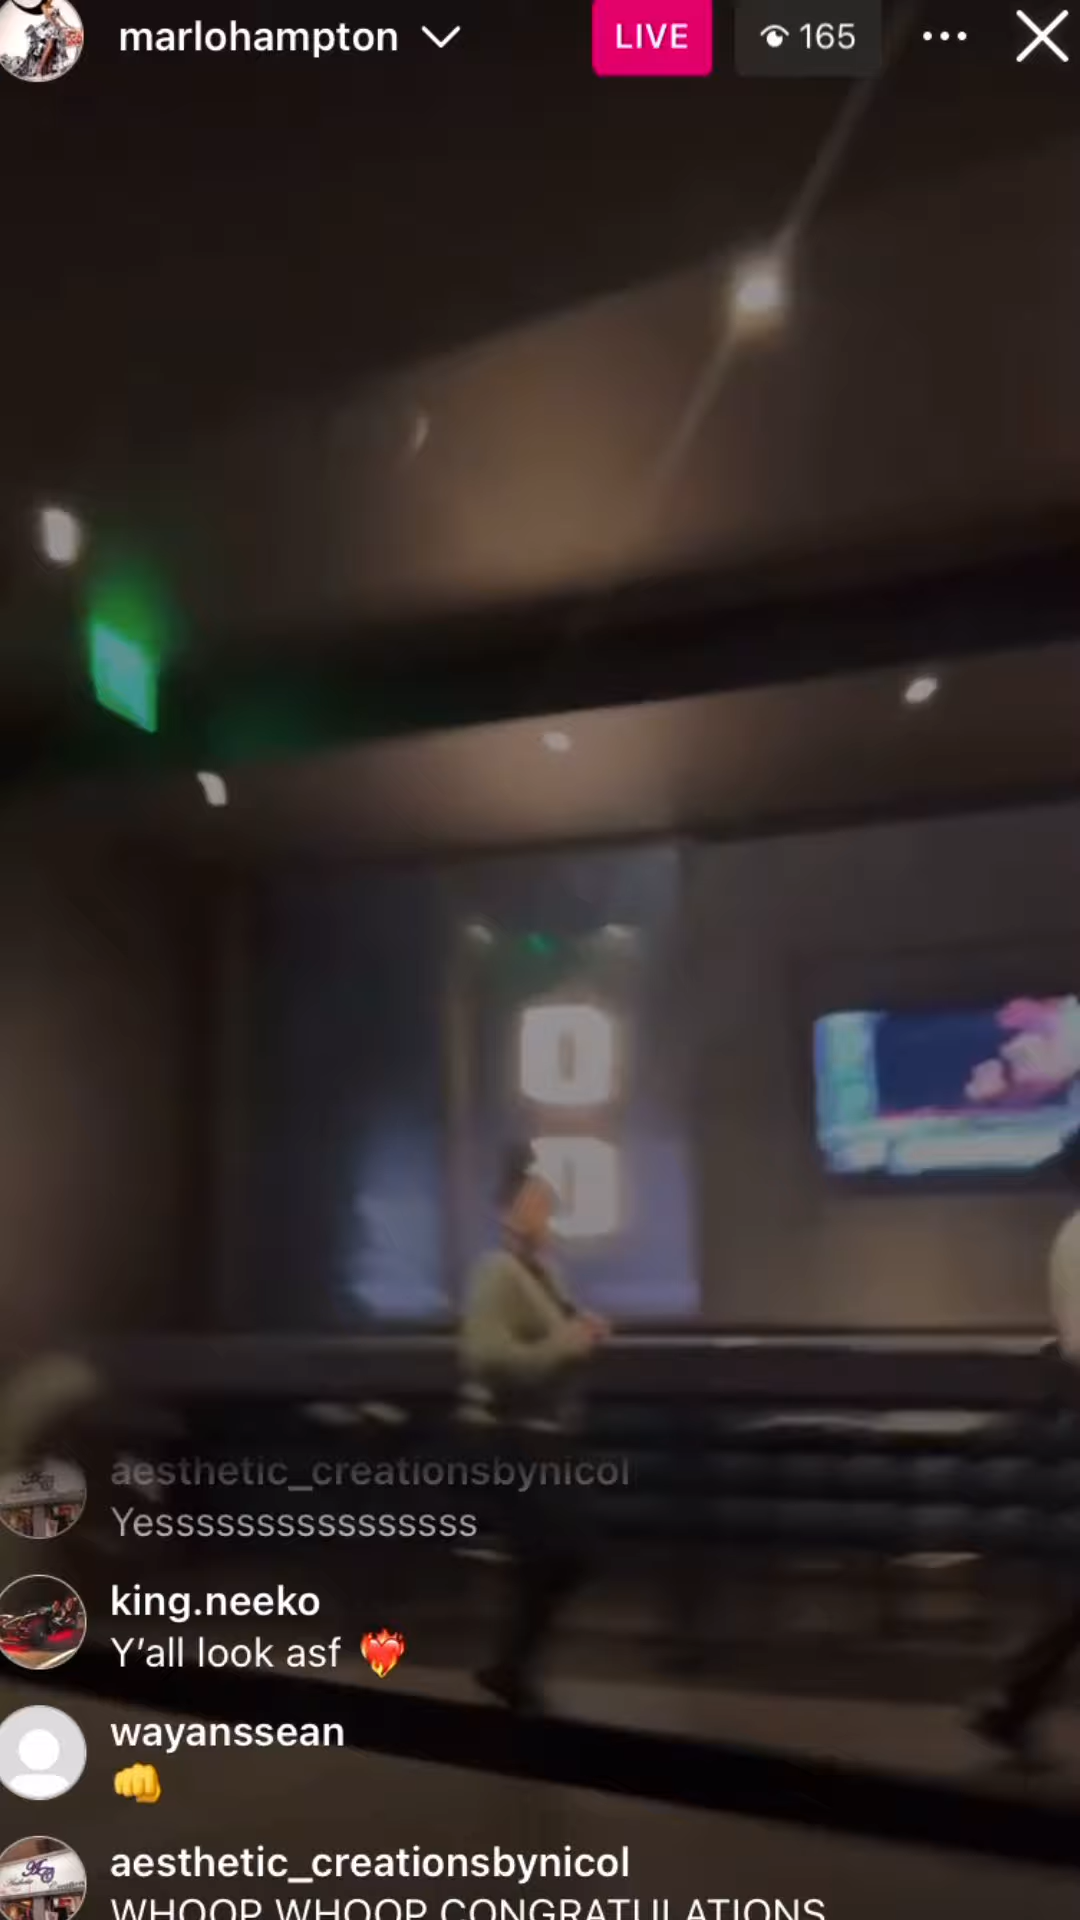 marlohampton
LIVE
165
aesthetic_creationsbynicol
Yessssssssssssssss
king.neeko
Y'all look asf ❤️‍🔥
wayanssean
👊
aesthetic_creationsbynicol
WHOOP WHOOP CONGRATULATIONS